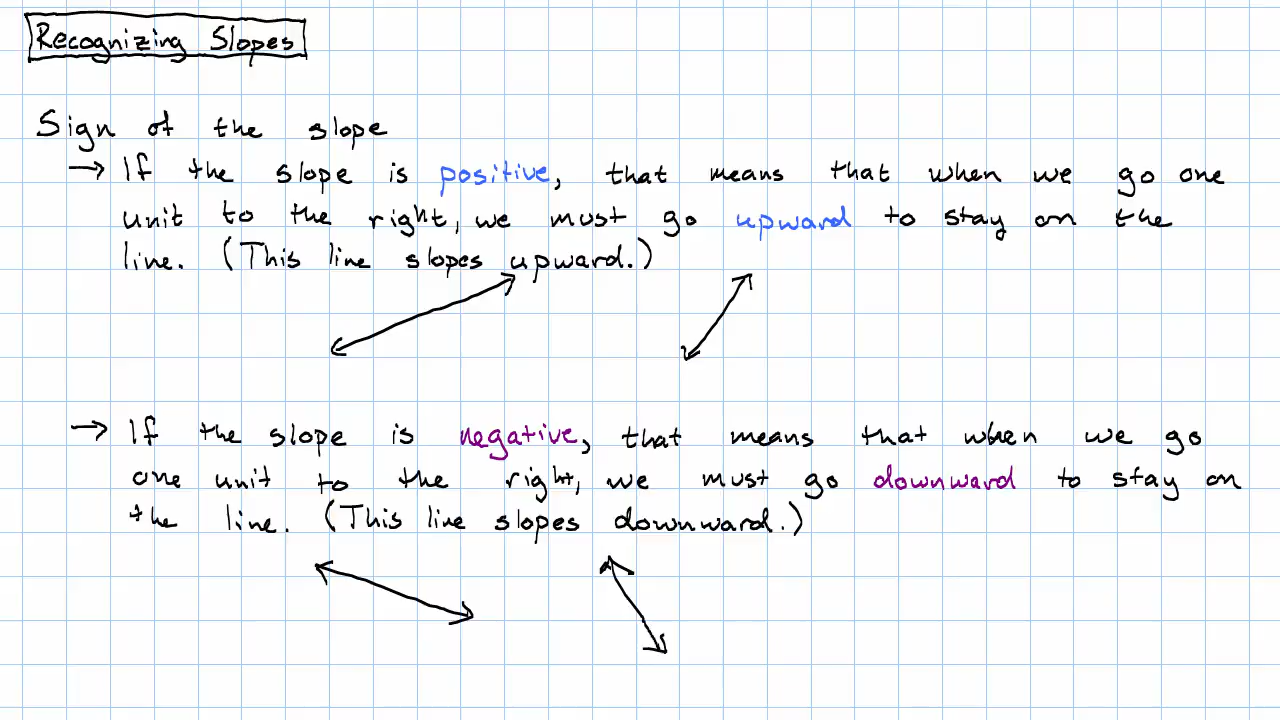 Recognizing Slopes
Sign of the slope
→ If the slope is positive, that means that when we go one
unit to the right, we must go upward to stay on the
line. (This line slopes upward.)
→ If the slope is negative, that means that when we go
one unit to the right, we must go downward to stay on
the line. (This line slopes downward.)